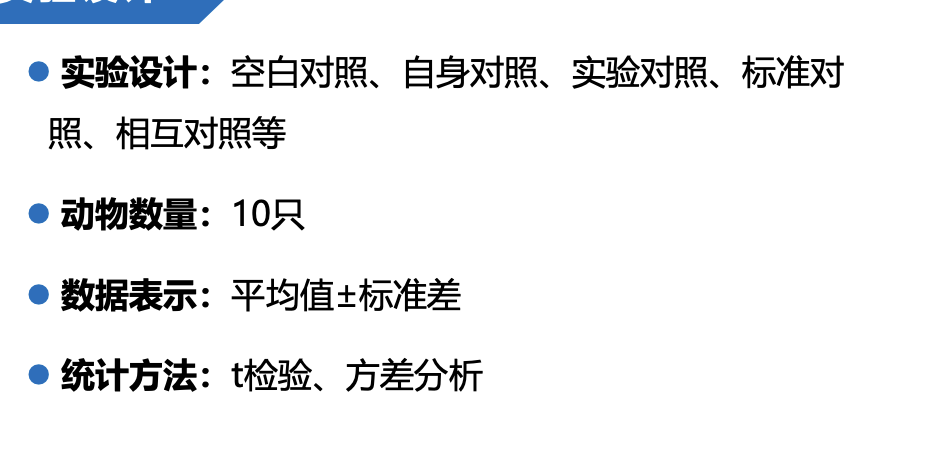 实验设计：空白对照、自身对照、实验对照、标准对
照、相互对照等
动物数量：10只
数据表示：平均值±标准差
统计方法：t检验、方差分析